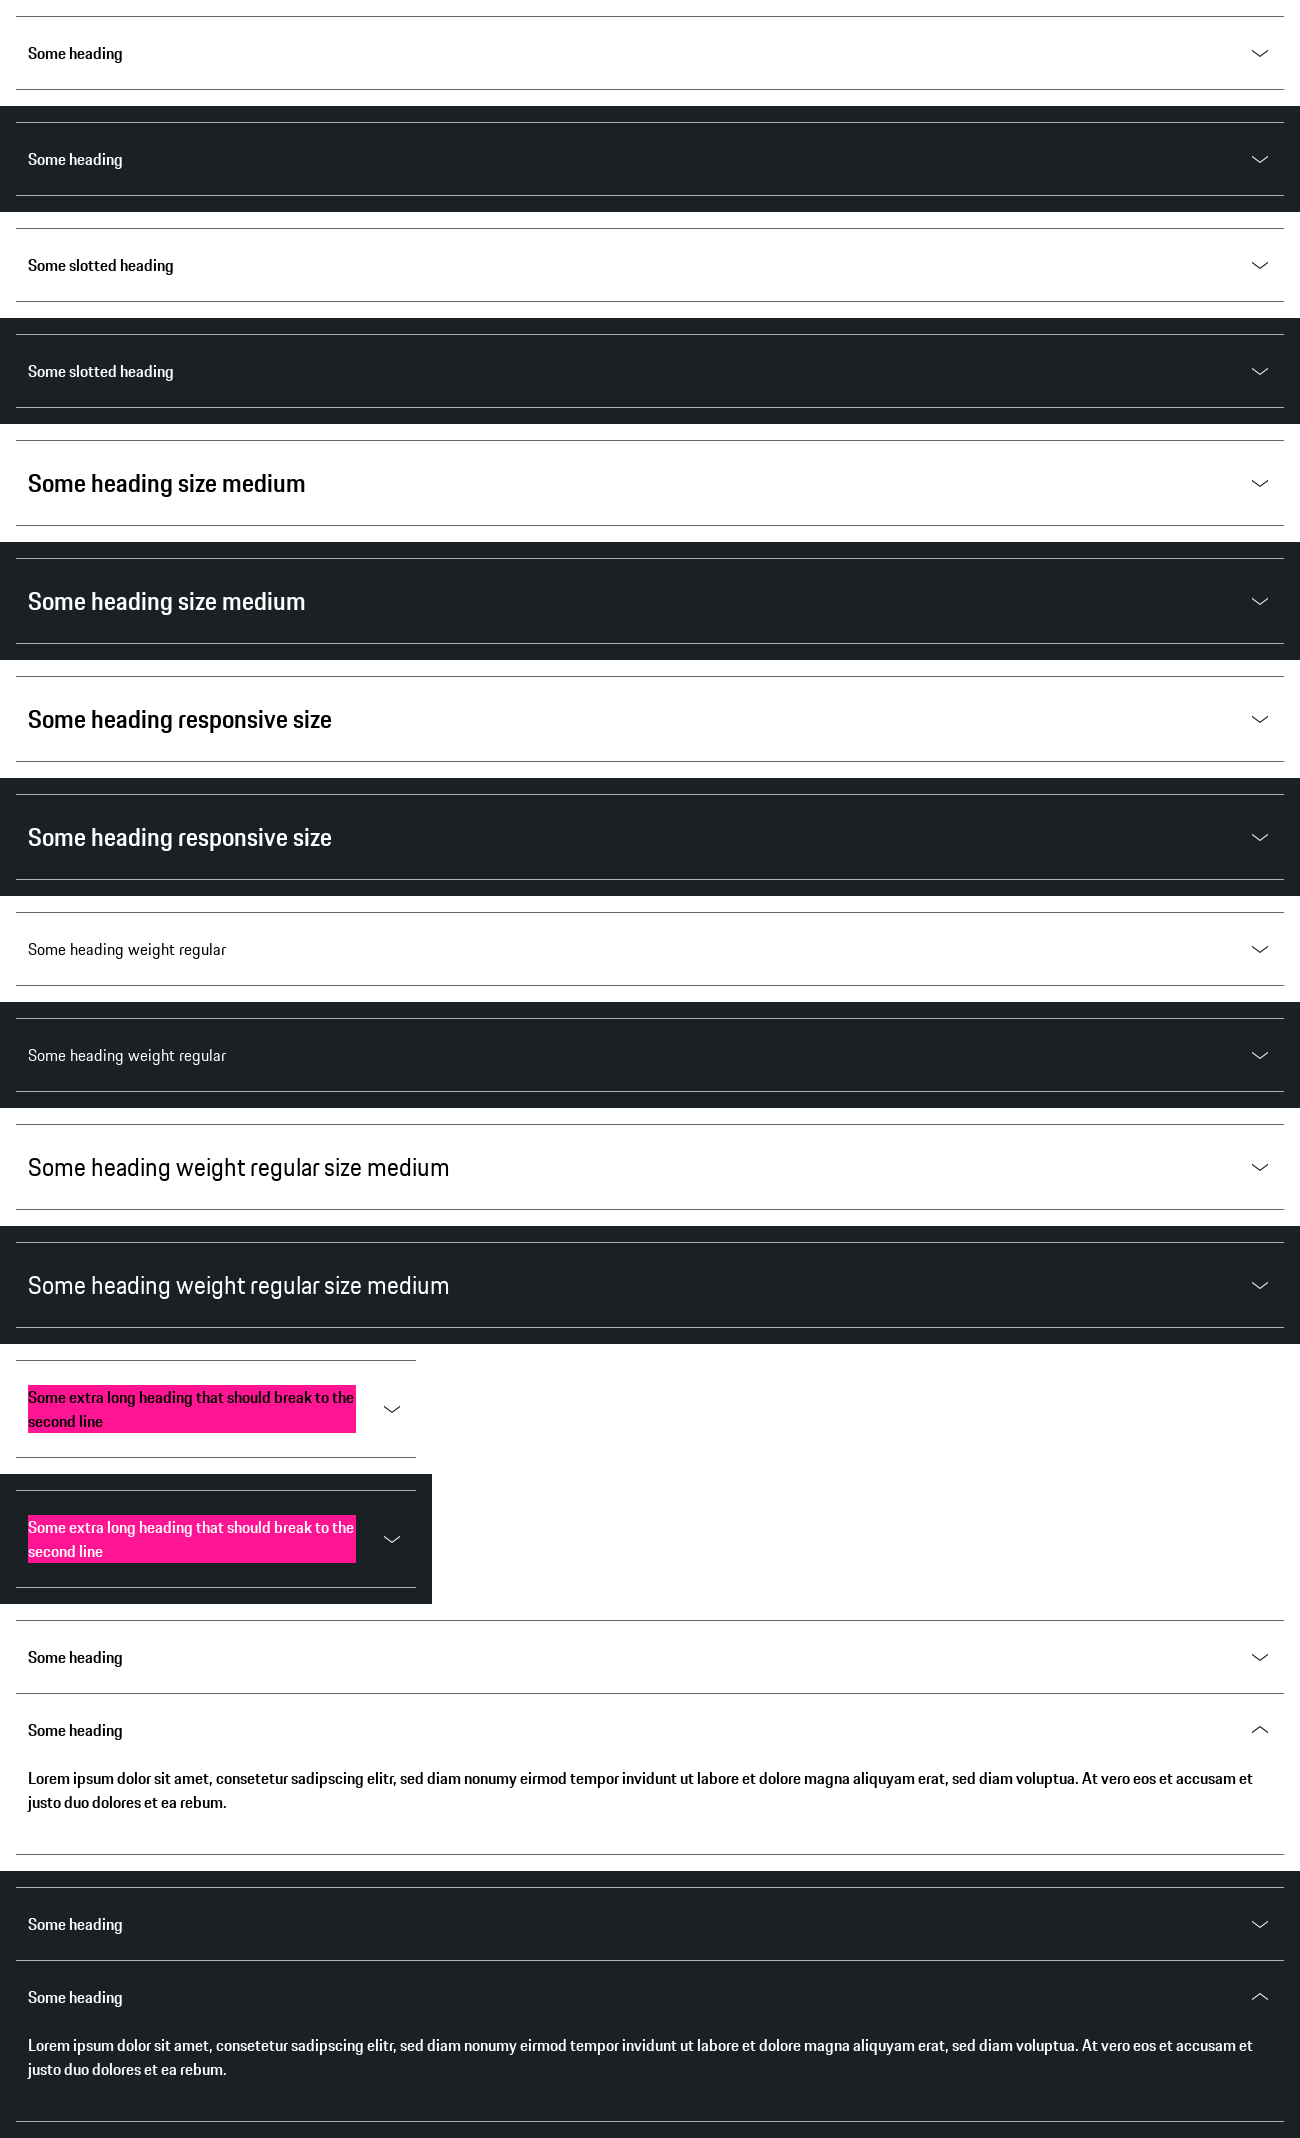 Some heading
Some heading
Some slotted heading
Some slotted heading
Some heading size medium
Some heading size medium
Some heading responsive size
Some heading responsive size
Some heading weight regular
Some heading weight regular
Some heading weight regular size medium
Some heading weight regular size medium
Some extra long heading that should break to the
second line
Some extra long heading that should break to the
second line
Some heading
Some heading
Lorem ipsum dolor sit amet, consetetur sadipscing elitr, sed diam nonumy eirmod tempor invidunt ut labore et dolore magna aliquyam erat, sed diam voluptua. At vero eos et accusam et
justo duo dolores et ea rebum.
Some heading
Some heading
Lorem ipsum dolor sit amet, consetetur sadipscing elitr, sed diam nonumy eirmod tempor invidunt ut labore et dolore magna aliquyam erat, sed diam voluptua. At vero eos et accusam et
justo duo dolores et ea rebum.